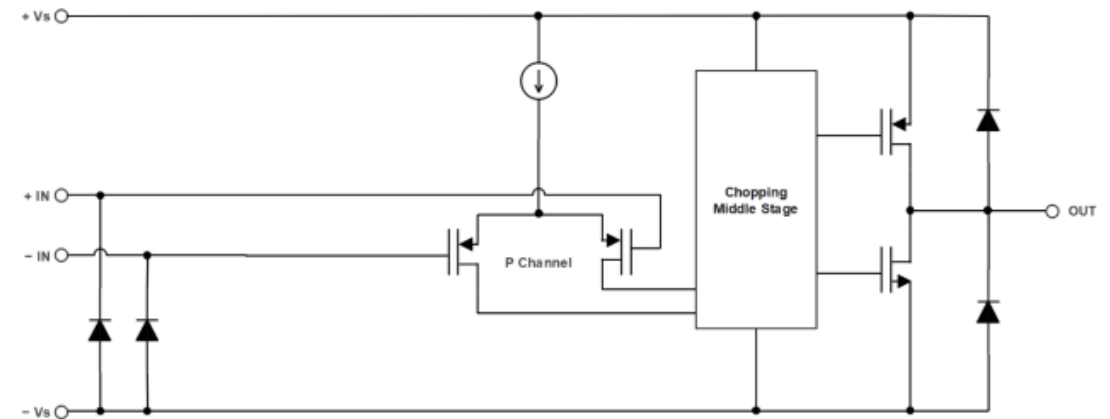 + Vs
+ IN
Chopping
Middle Stage
OUT
− IN
P Channel
− Vs